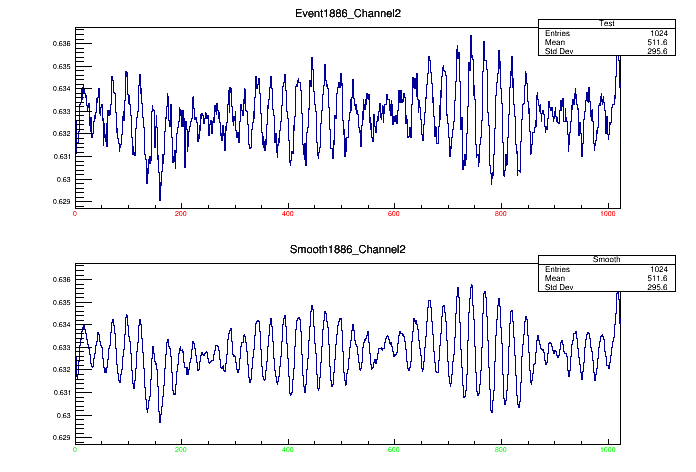 Event1886_Channel2
Test
Entries 1024
Mean 511.6
Std Dev 295.6
0.636
0.635
0.634
0.633
0.632
0.631
0.63
0.629
0 200 400 600 800 1000
Smooth1886_Channel2
Smooth
Entries 1024
Mean 511.6
Std Dev 295.6
0.636
0.635
0.634
0.633
0.632
0.631
0.63
0.629
0 200 400 600 800 1000